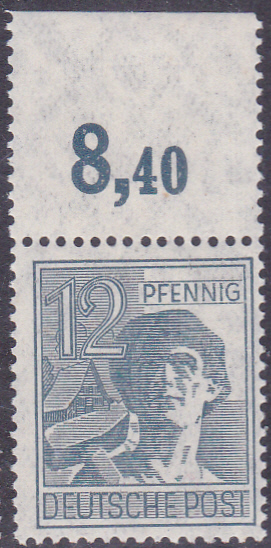 8,40
12
PFENNIG
DEUTSCHE POST